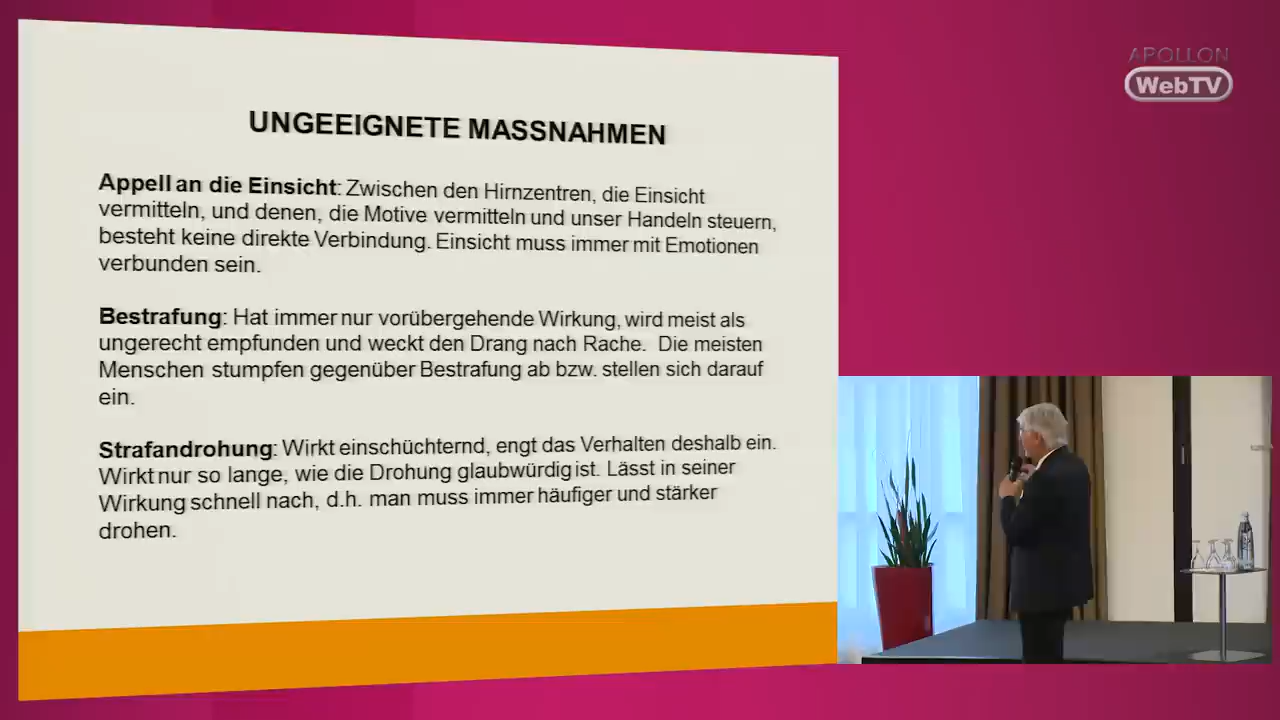 UNGEEIGNETE MASSNAHMEN
Appell an die Einsicht: Zwischen den Hirnzentren, die Einsicht
vermitteln, und denen, die Motive vermitteln und unser Handeln steuern,
besteht keine direkte Verbindung. Einsicht muss immer mit Emotionen
verbunden sein.
Bestrafung: Hat immer nur vorübergehende Wirkung, wird meist als
ungerecht empfunden und weckt den Drang nach Rache. Die meisten
Menschen stumpfen gegenüber Bestrafung ab bzw. stellen sich darauf
ein.
Strafandrohung: Wirkt einschüchternd, engt das Verhalten deshalb ein.
Wirkt nur so lange, wie die Drohung glaubwürdig ist. Lässt in seiner
Wirkung schnell nach, d.h. man muss immer häufiger und stärker
drohen.
APOLLON
WebTV